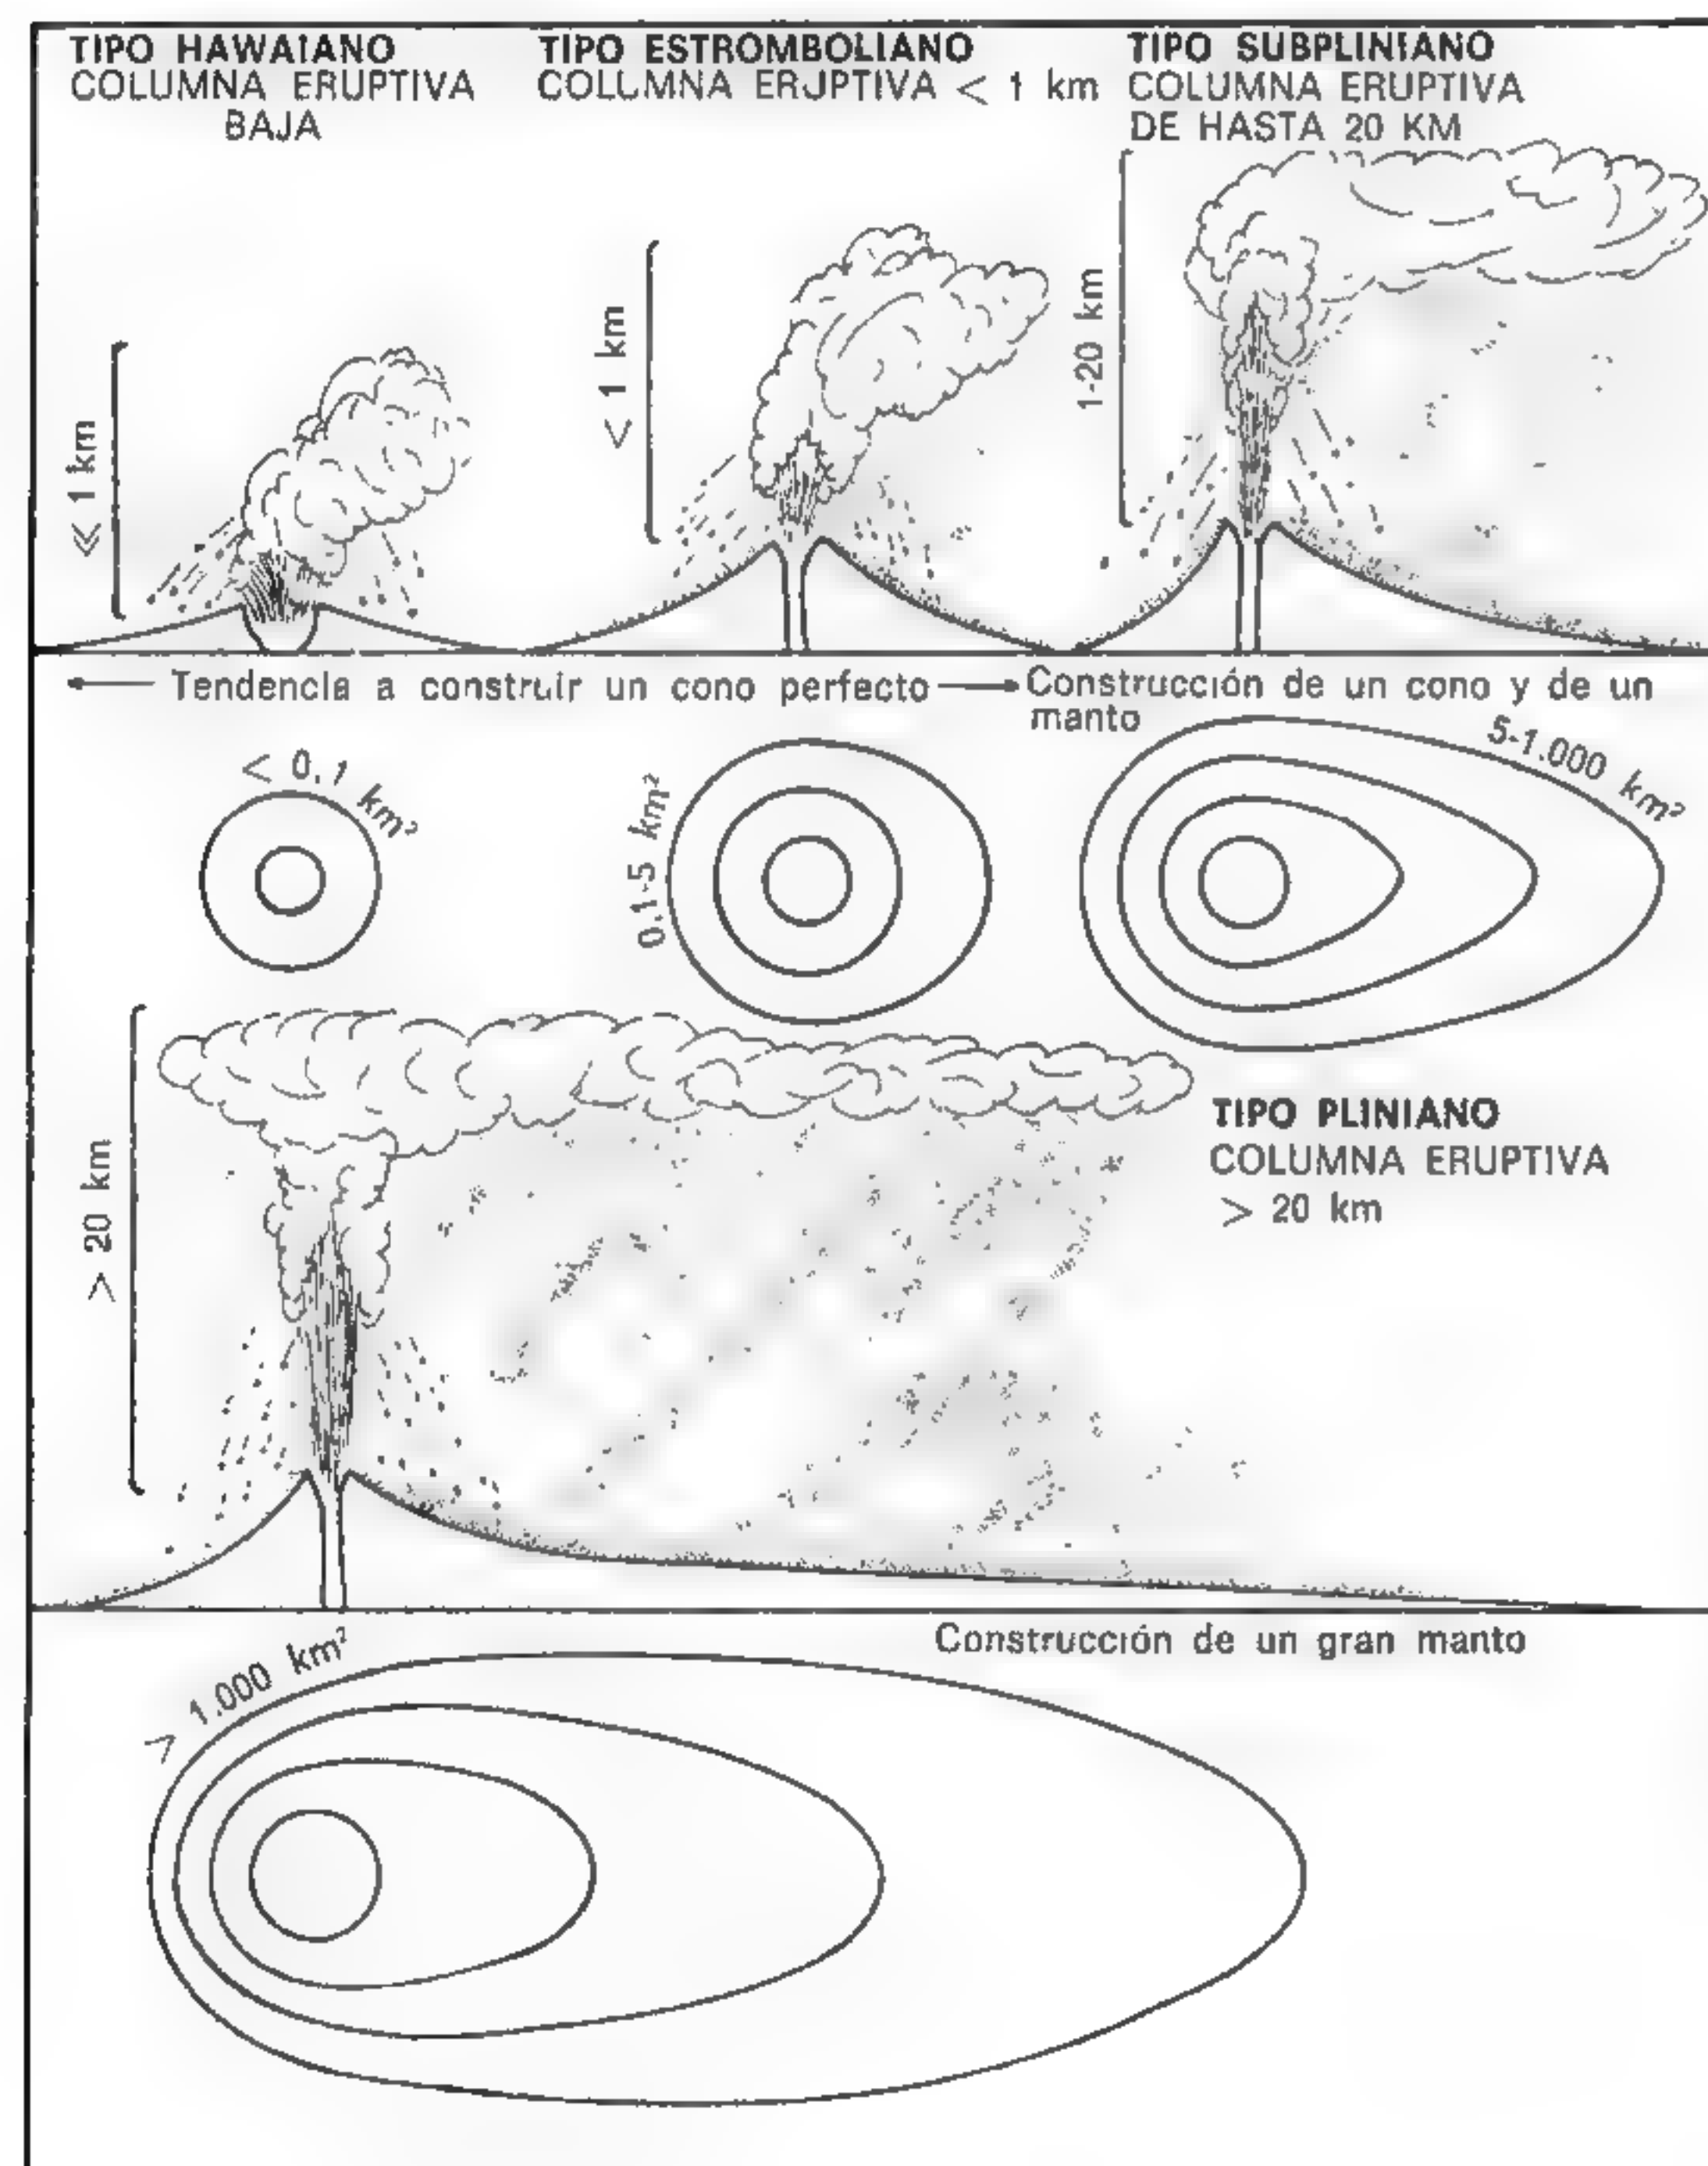 TIPO HAWAIANO
COLUMNA ERUPTIVA
BAJA
TIPO ESTROMBOLIANO
COLUMNA ERUPTIVA < 1 km
TIPO SUBPLINIANO
COLUMNA ERUPTIVA
DE HASTA 20 KM
≪ 1 km
< 1 km
1-20 km
Tendencia a construir un cono perfecto
Construcción de un cono y de un
manto
< 0,1 km²
0,1-5 km²
5-1.000 km²
> 20 km
TIPO PLINIANO
COLUMNA ERUPTIVA
> 20 km
Construcción de un gran manto
> 1.000 km²